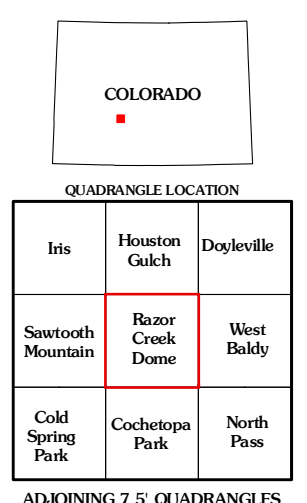 COLORADO
QUADRANGLE LOCATION
Iris
Houston
Gulch
Doyleville
Sawtooth
Mountain
Razor
Creek
Dome
West
Baldy
Cold
Spring
Park
Cochetopa
Park
North
Pass
ADJOINING 7.5' QUADRANGLES